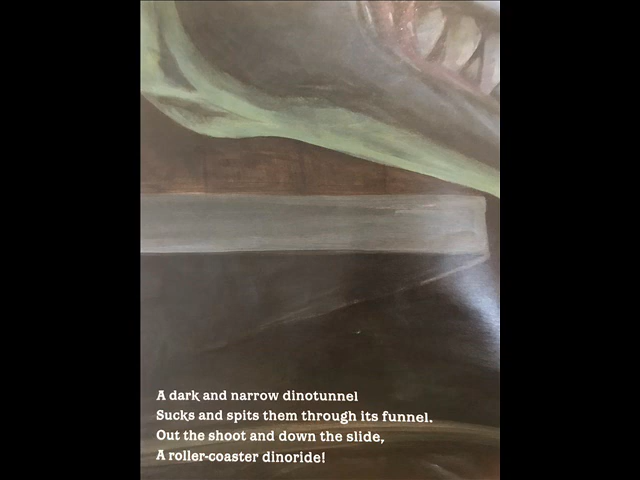 A dark and narrow dinotunnel
Sucks and spits them through its funnel.
Out the shoot and down the slide,
A roller-coaster dinoride!